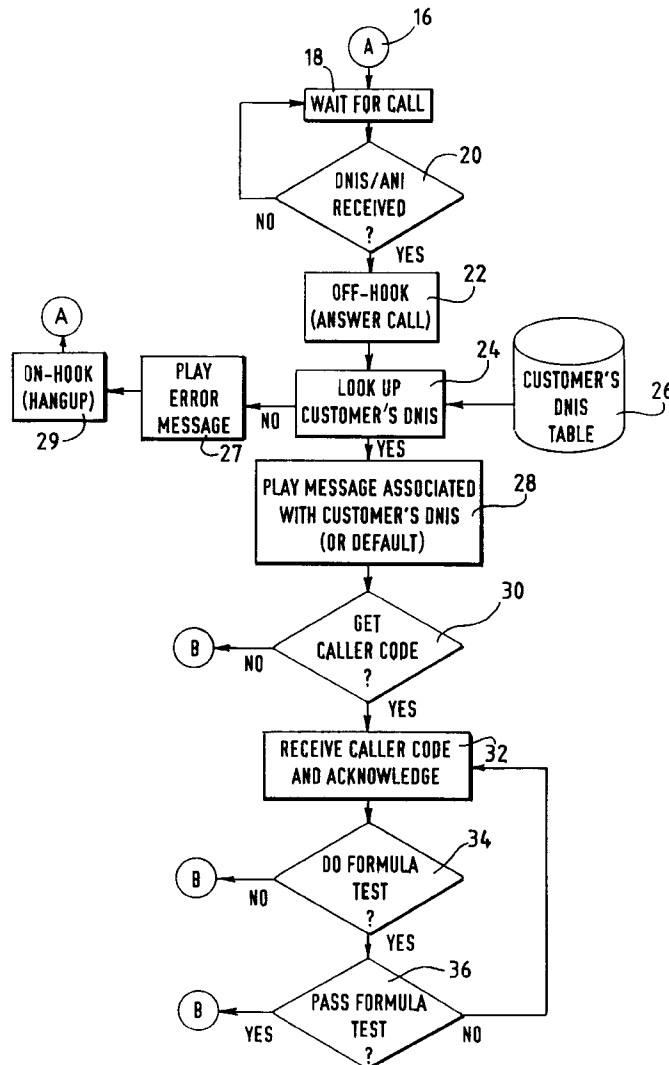 16
A
18
WAIT FOR CALL
20
DNIS/ANI
RECEIVED
?
NO
YES
22
OFF-HOOK
(ANSWER CALL)
A
24
ON-HOOK
(HANGUP)
29
PLAY
ERROR
MESSAGE
27
NO
LOOK UP
CUSTOMER'S DNIS
YES
CUSTOMER'S
DNIS
TABLE
26
PLAY MESSAGE ASSOCIATED
WITH CUSTOMER'S DNIS
(OR DEFAULT)
28
30
GET
CALLER CODE
?
B
NO
YES
RECEIVE CALLER CODE
AND ACKNOWLEDGE
32
34
DO FORMULA
TEST
?
B
NO
YES
36
PASS FORMULA
TEST
?
B
YES
NO